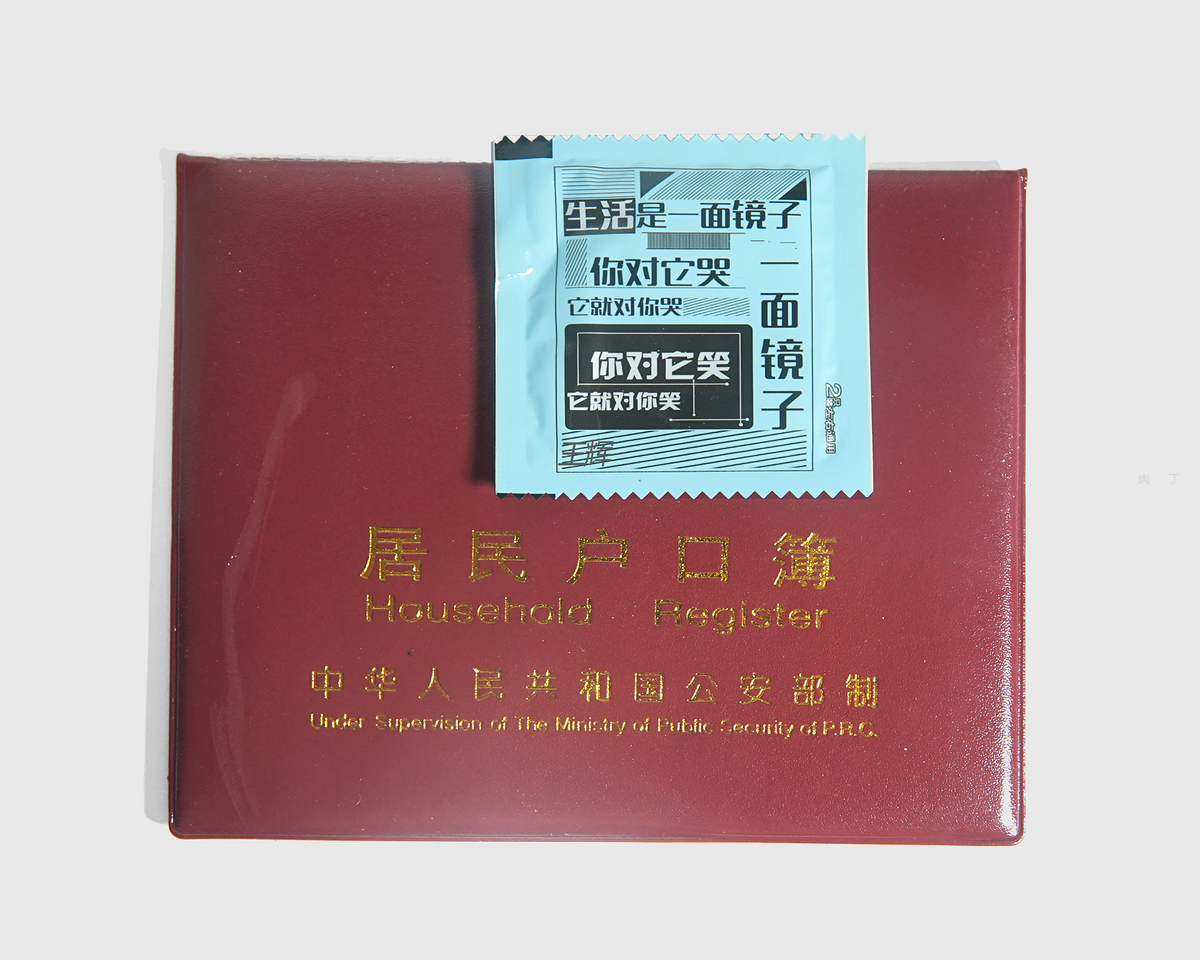 生活是一面镜子
你对它哭
它就对你哭
你对它笑
它就对你笑
一面镜子
王辉
居民户口簿
Household Register
中华人民共和国公安部制
Under Supervision of The Ministry of Public Security of P.R.C.
肉丁